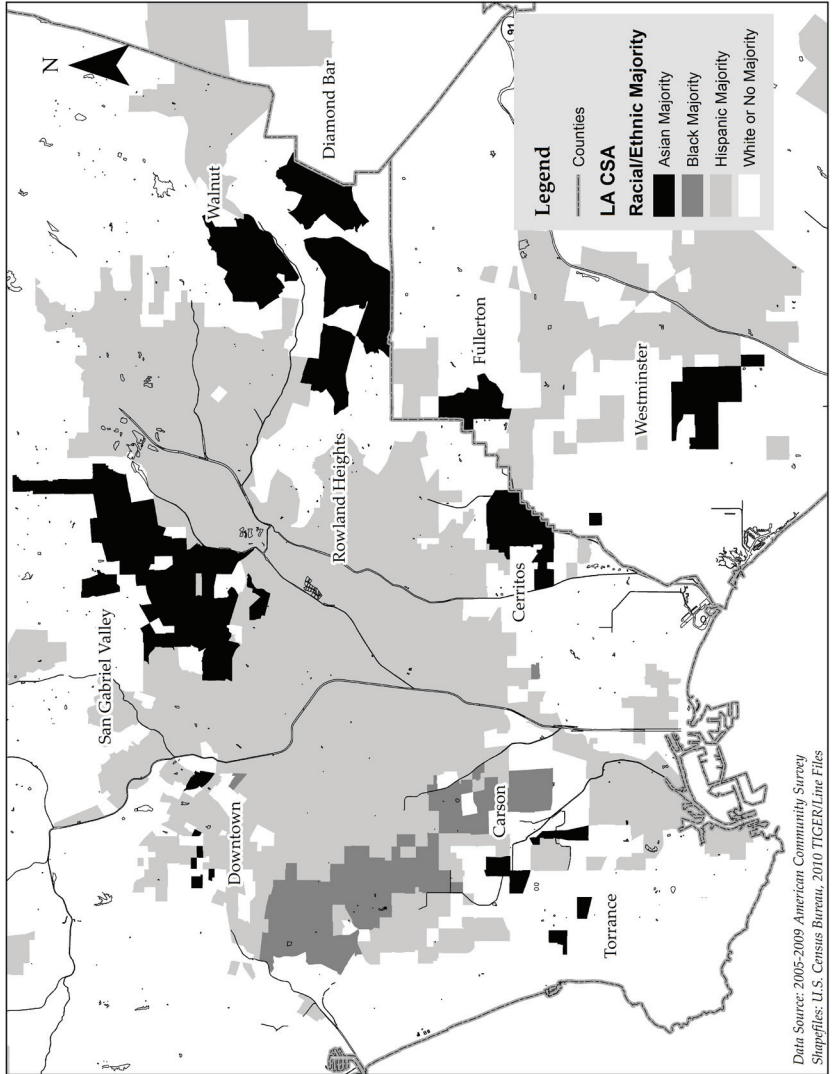 N
San Gabriel Valley
Walnut
Diamond Bar
Downtown
Rowland Heights
Fullerton
Carson
Cerritos
Torrance
Westminster
91
Legend
Counties
LA CSA
Racial/Ethnic Majority
Asian Majority
Black Majority
Hispanic Majority
White or No Majority
Data Source: 2005-2009 American Community Survey
Shapefiles: U.S. Census Bureau, 2010 TIGER/Line Files